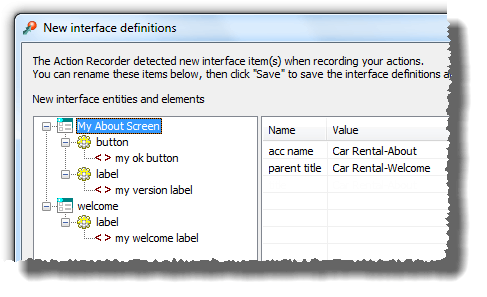 New interface definitions
The Action Recorder detected new interface item(s) when recording your actions.
You can rename these items below, then click "Save" to save the interface definitions
New interface entities and elements
My About Screen
button
< > my ok button
label
< > my version label
welcome
label
< > my welcome label
Name Value
acc name Car Rental-About
parent title Car Rental-Welcome